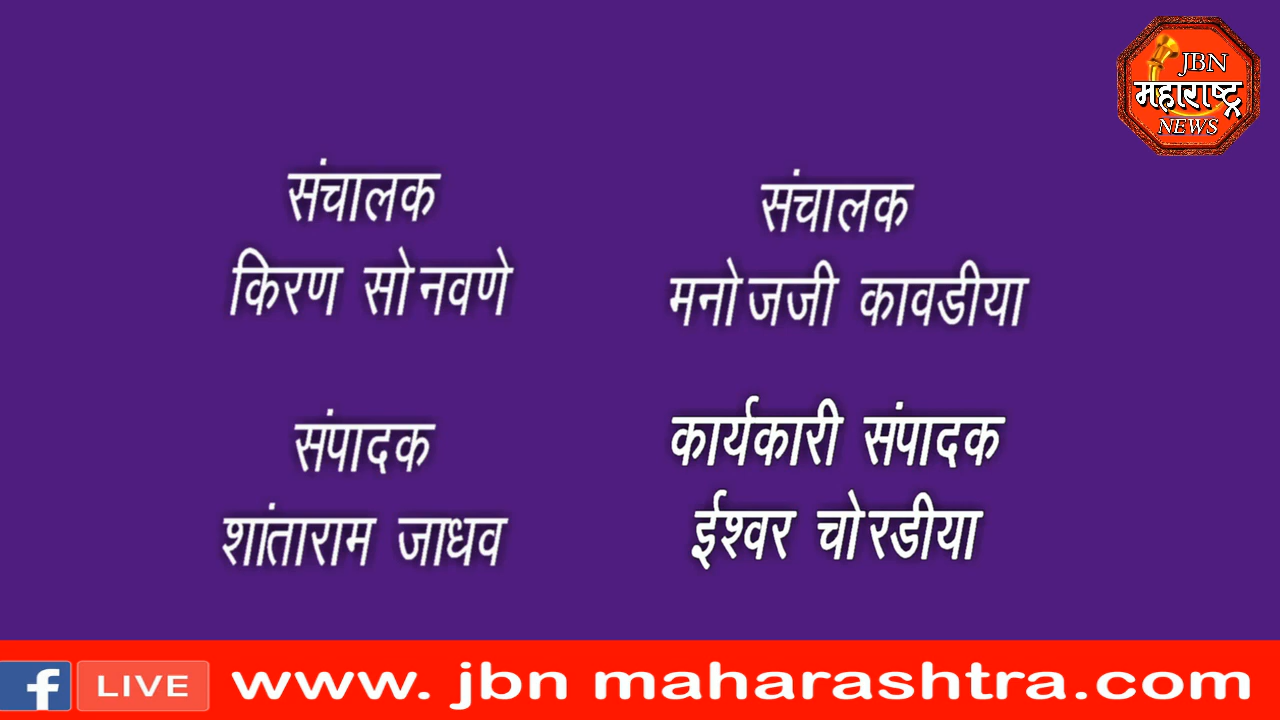 JBN
महाराष्ट्र
NEWS
संचालक
किरण सोनवणे
संचालक
मनोजजी कावडीया
संपादक
शांताराम जाधव
कार्यकारी संपादक
ईश्वर चोरडीया
f LIVE www. jbn maharashtra.com